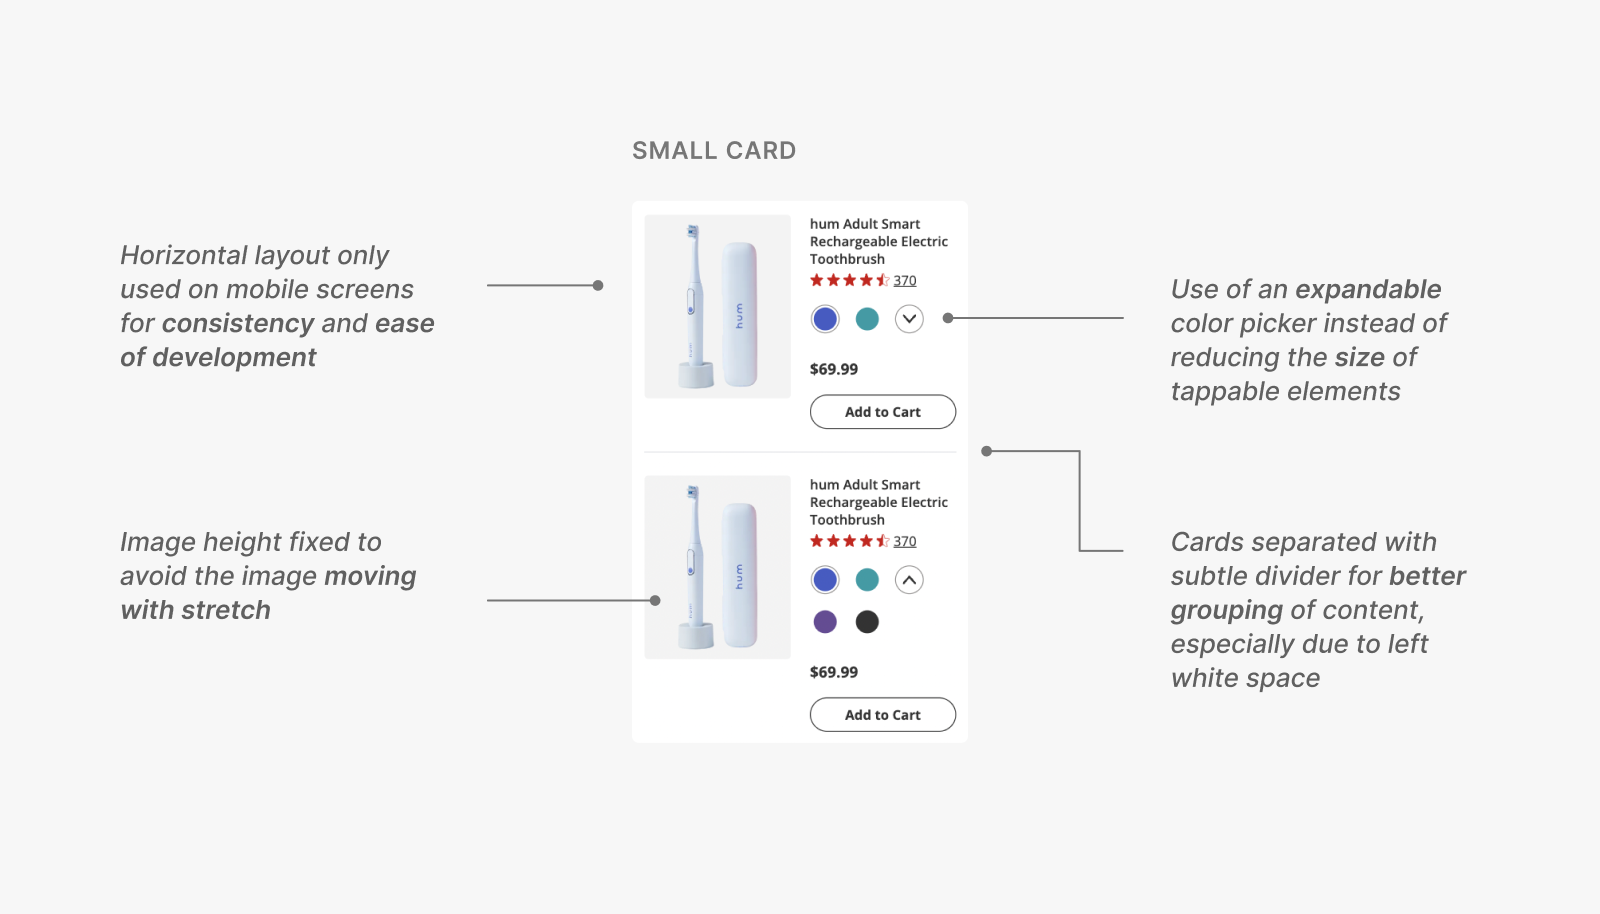 SMALL CARD
Horizontal layout only
used on mobile screens
for consistency and ease
of development
Image height fixed to
avoid the image moving
with stretch
hum
hum Adult Smart
Rechargeable Electric
Toothbrush
370
$69.99
Add to Cart
hum
hum Adult Smart
Rechargeable Electric
Toothbrush
370
$69.99
Add to Cart
Use of an expandable
color picker instead of
reducing the size of
tappable elements
Cards separated with
subtle divider for better
grouping of content,
especially due to left
white space